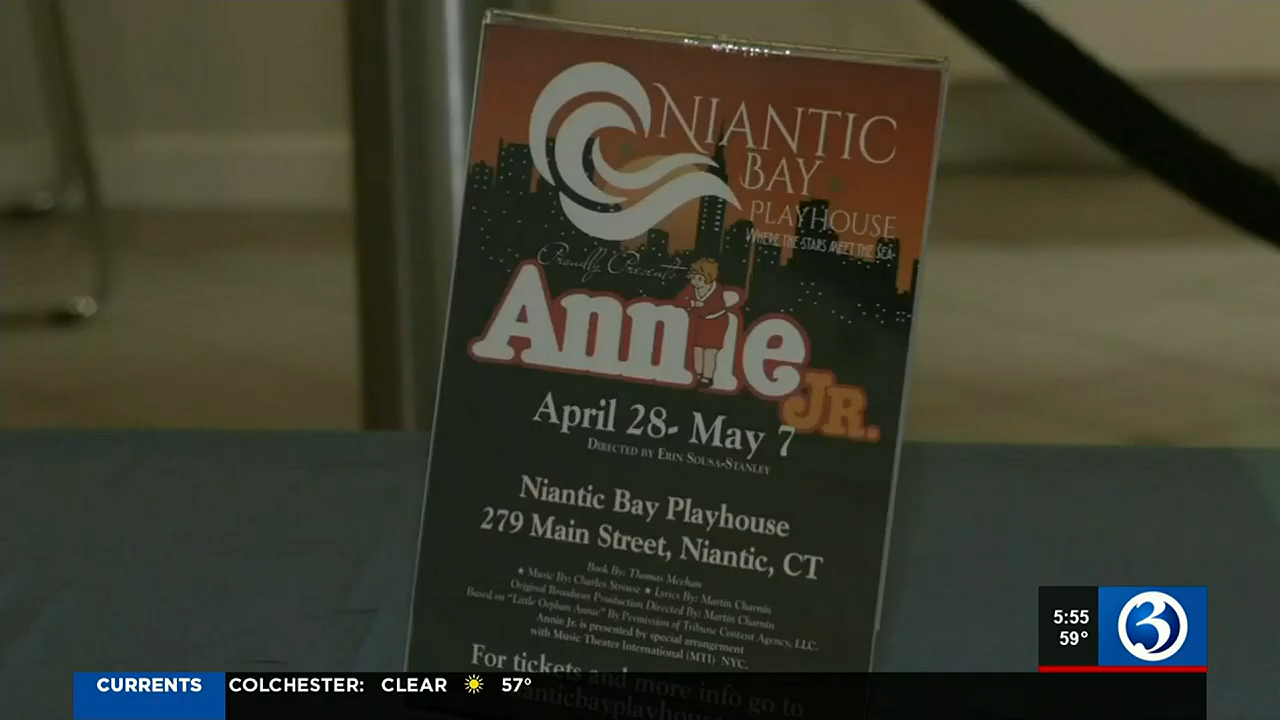 NIANTIC
BAY
PLAYHOUSE
WHERE THE STARS MEET THE SEA
Proudly Presents
Annie
JR.
April 28- May 7
DIRECTED BY ERIN SOUSA-STANLEY
Niantic Bay Playhouse
279 Main Street, Niantic, CT
Book By: Thomas Meehan
★ Music By: Charles Strouse ★ Lyrics By: Martin Charnin
Original Broadway Production Directed By: Martin Charnin
Based on "Little Orphan Annie" By Permission of Tribune Content Agency, LLC.
Annie Jr. is presented by special arrangement
with Music Theater International (MTI) NYC.
For tickets and more info go to
5:55
59°
3
CURRENTS COLCHESTER: CLEAR 57°